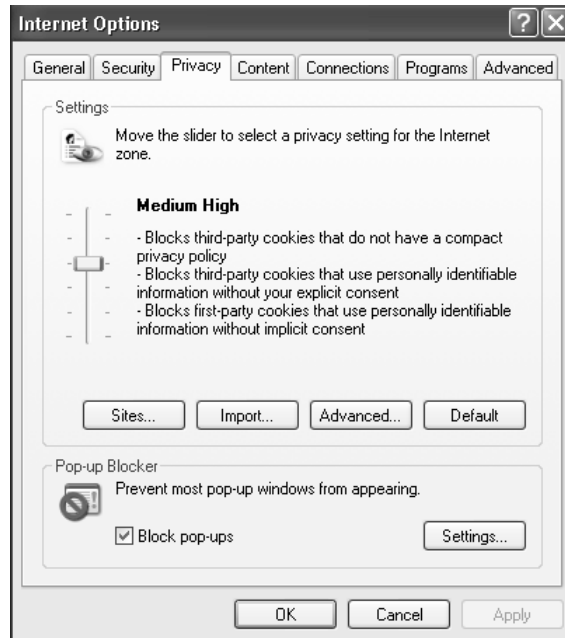 Internet Options
General Security Privacy Content Connections Programs Advanced
Settings
Move the slider to select a privacy setting for the Internet
zone.
Medium High
- Blocks third-party cookies that do not have a compact
privacy policy
- Blocks third-party cookies that use personally identifiable
information without your explicit consent
- Blocks first-party cookies that use personally identifiable
information without implicit consent
Sites... Import... Advanced... Default
Pop-up Blocker
Prevent most pop-up windows from appearing.
Block pop-ups Settings...
OK Cancel Apply